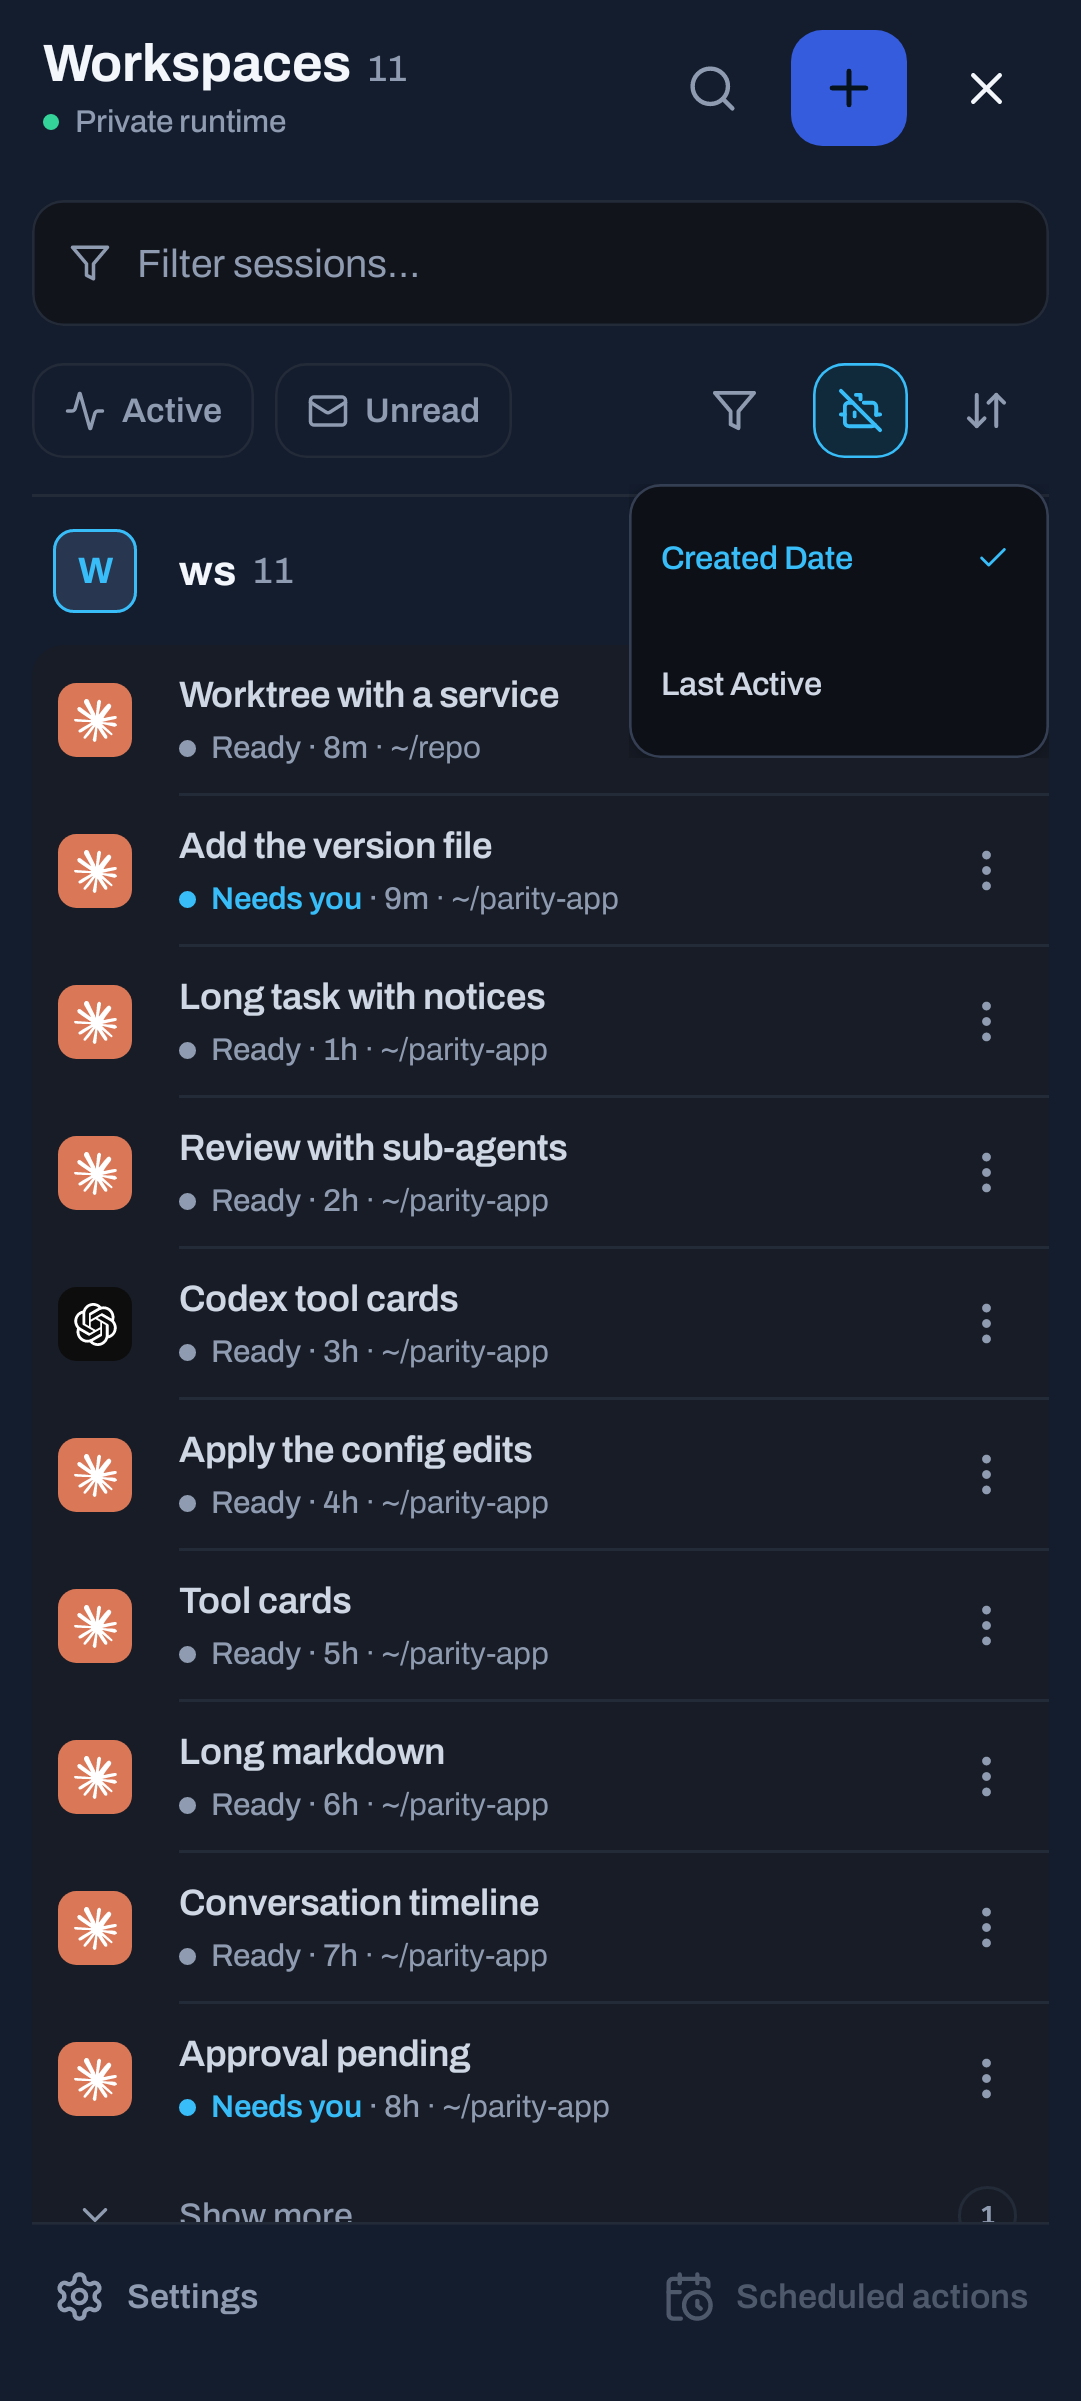 Workspaces 11
Private runtime
Filter sessions...
Active
Unread
Created Date
Last Active
W
ws 11
Worktree with a service
Ready · 8m · ~/repo
Add the version file
Needs you · 9m · ~/parity-app
Long task with notices
Ready · 1h · ~/parity-app
Review with sub-agents
Ready · 2h · ~/parity-app
Codex tool cards
Ready · 3h · ~/parity-app
Apply the config edits
Ready · 4h · ~/parity-app
Tool cards
Ready · 5h · ~/parity-app
Long markdown
Ready · 6h · ~/parity-app
Conversation timeline
Ready · 7h · ~/parity-app
Approval pending
Needs you · 8h · ~/parity-app
Show more 1
Settings
Scheduled actions